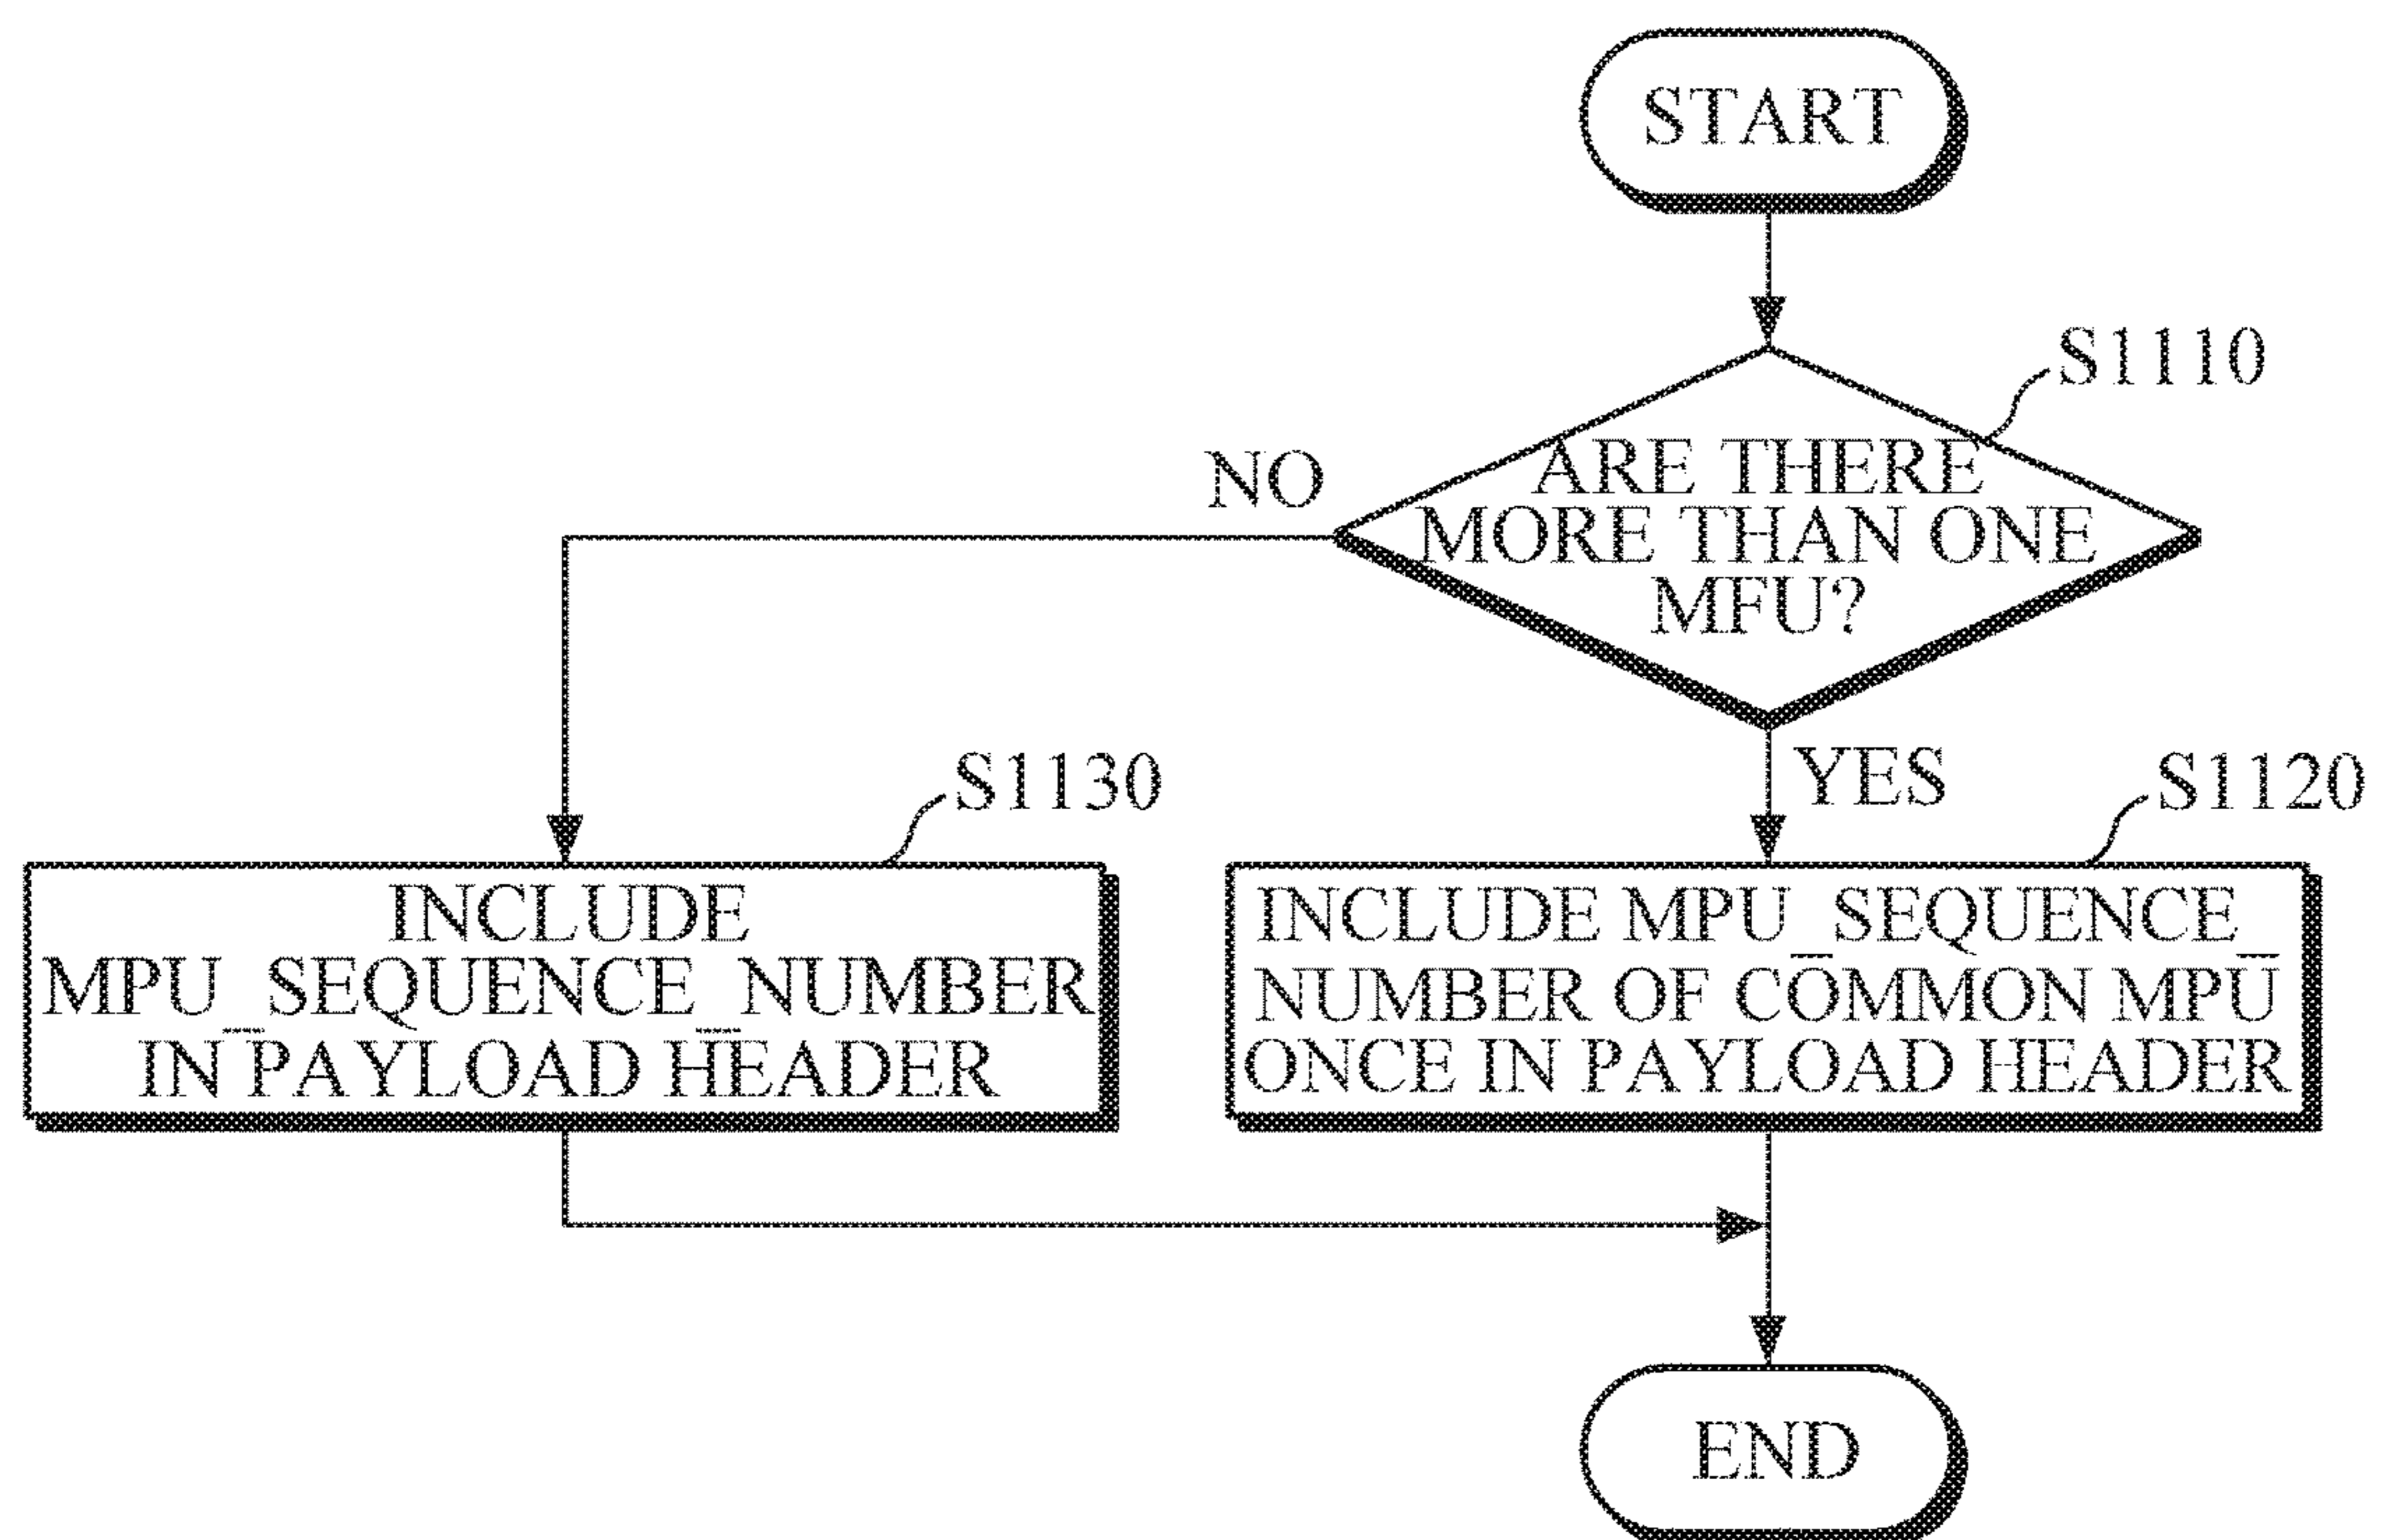 START
S1110
NO
ARE THERE
MORE THAN ONE
MFU?
YES
S1130
S1120
INCLUDE
MPU_SEQUENCE_NUMBER
IN PAYLOAD HEADER
INCLUDE MPU_SEQUENCE_
NUMBER OF COMMON MPU
ONCE IN PAYLOAD HEADER
END